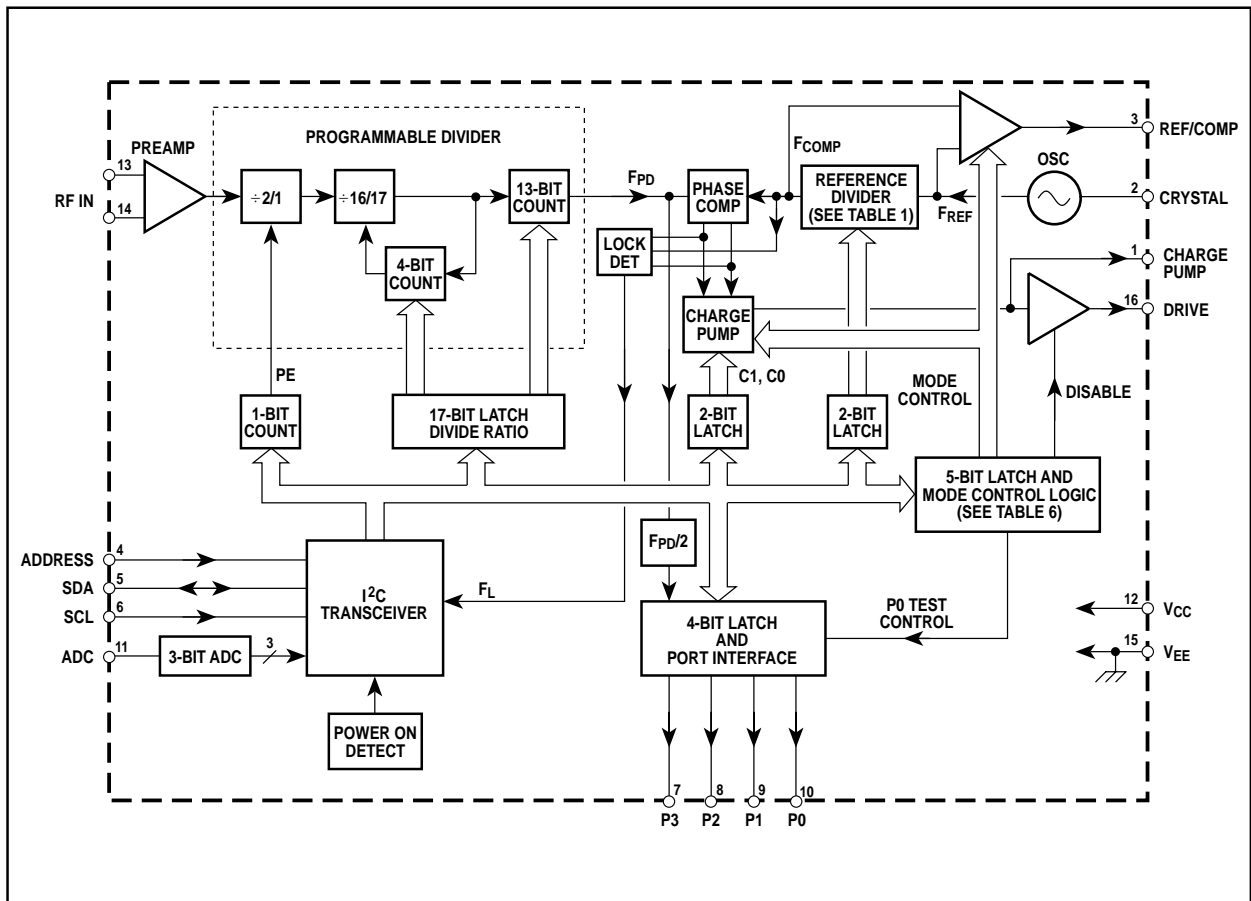 PROGRAMMABLE DIVIDER
PREAMP
13
RF IN
14
÷2/1
÷16/17
13-BIT
COUNT
4-BIT
COUNT
FPD
PHASE
COMP
LOCK
DET
FCOMP
REFERENCE
DIVIDER
(SEE TABLE 1)
FREF
OSC
3
REF/COMP
2
CRYSTAL
1
CHARGE
PUMP
16
DRIVE
CHARGE
PUMP
C1, C0
MODE
CONTROL
DISABLE
PE
1-BIT
COUNT
17-BIT LATCH
DIVIDE RATIO
2-BIT
LATCH
2-BIT
LATCH
5-BIT LATCH AND
MODE CONTROL LOGIC
(SEE TABLE 6)
FPD/2
ADDRESS
4
SDA
5
SCL
6
ADC
11
3-BIT ADC
3
I2C
TRANSCEIVER
FL
POWER ON
DETECT
4-BIT LATCH
AND
PORT INTERFACE
P0 TEST
CONTROL
12
VCC
15
VEE
7
8
9
10
P3
P2
P1
P0